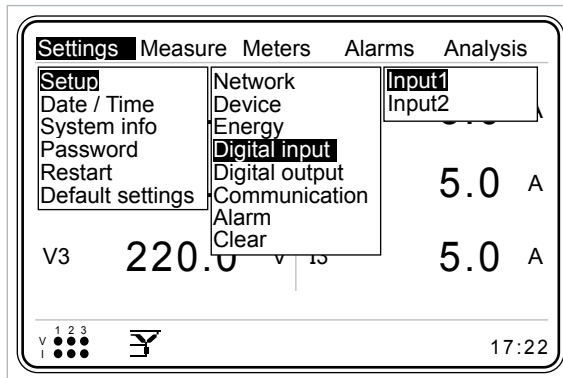 Settings Measure Meters Alarms Analysis
Setup
Date / Time
System info
Password
Restart
Default settings
Network
Device
Energy
Digital input
Digital output
Communication
Alarm
Clear
Input1
Input2
5.0 A
V3 220.0 V I3 5.0 A
1 2 3
V
I
17:22